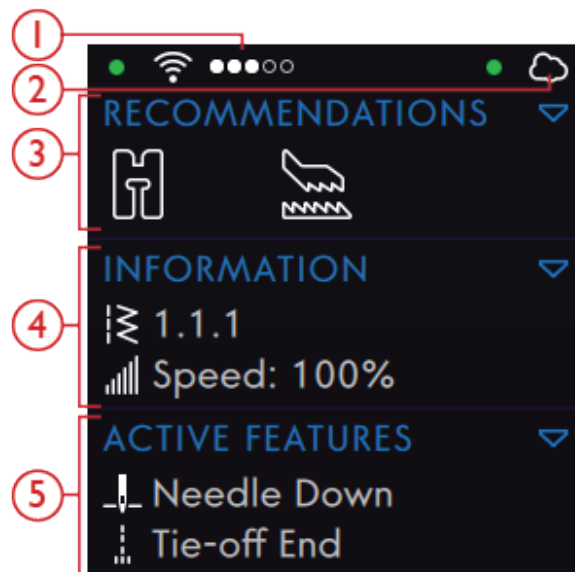 1
2
RECOMMENDATIONS
3
INFORMATION
4
1.1.1
Speed: 100%
ACTIVE FEATURES
5
Needle Down
Tie-off End